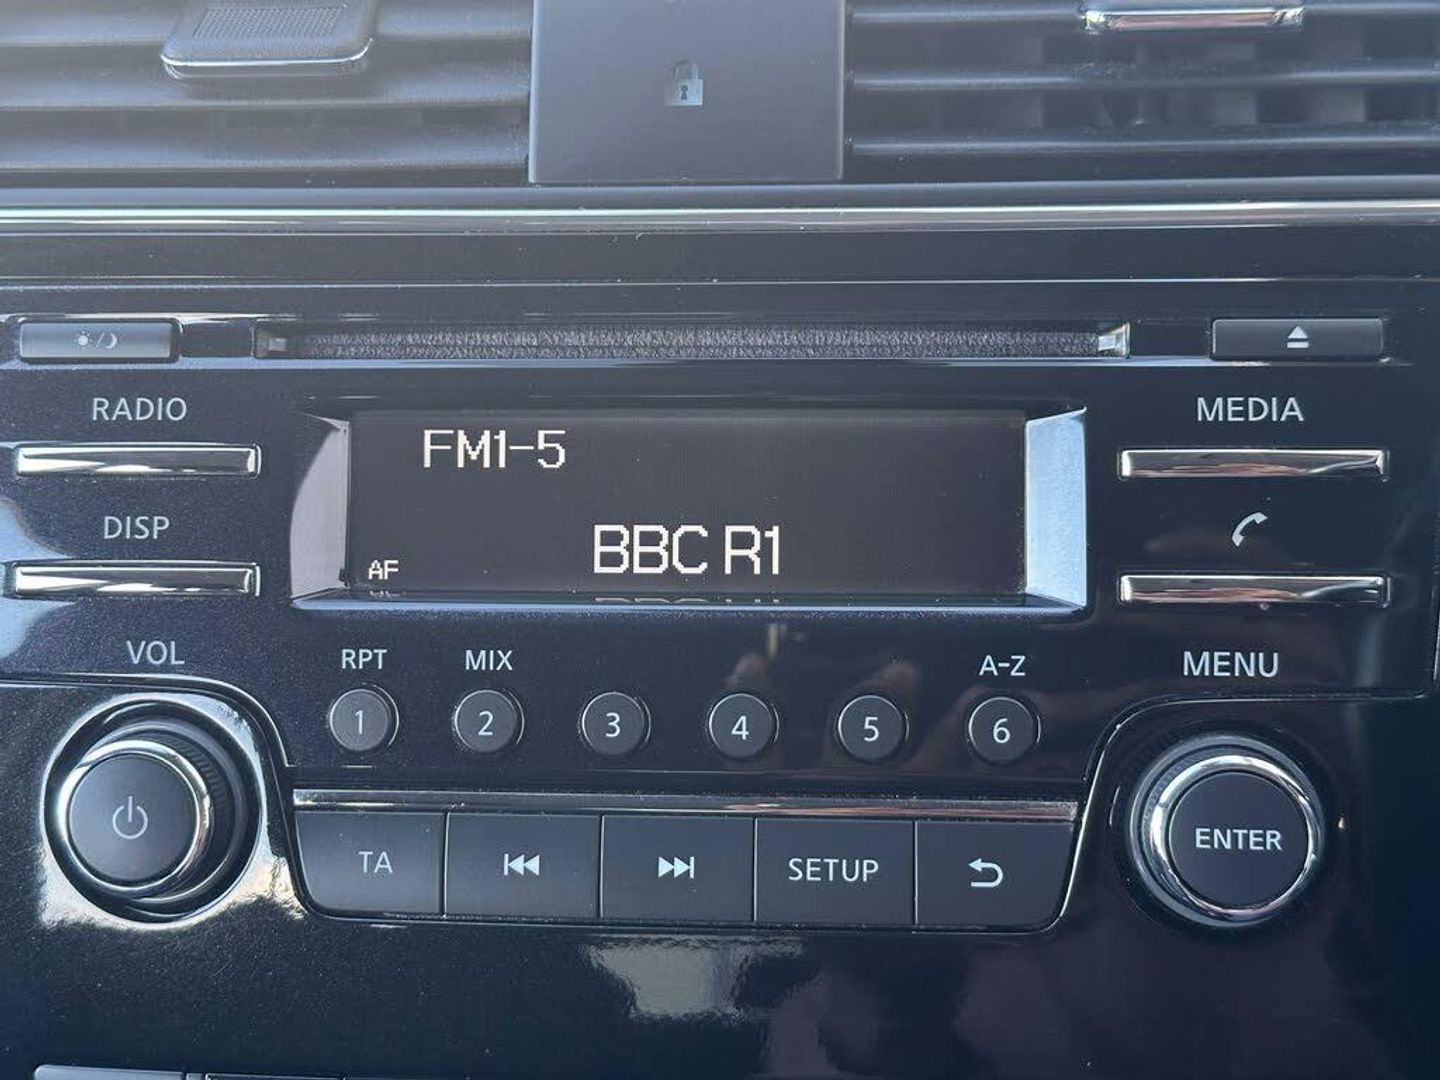 RADIO
MEDIA
FM1-5
DISP
BBC R1
AF
VOL
RPT
MIX
A-Z
MENU
1
2
3
4
5
6
TA
SETUP
ENTER